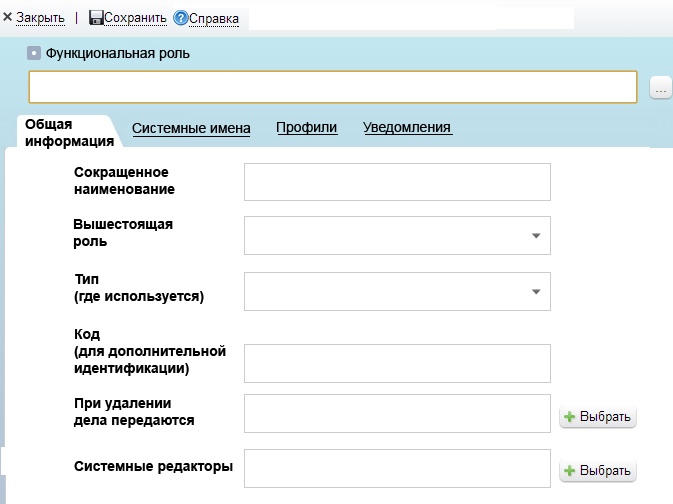 Закрыть | Сохранить Справка
Функциональная роль
...
Общая
информация
Системные имена
Профили
Уведомления
Сокращенное
наименование
Вышестоящая
роль
Тип
(где используется)
Код
(для дополнительной
идентификации)
При удалении
дела передаются
Выбрать
Системные редакторы
Выбрать